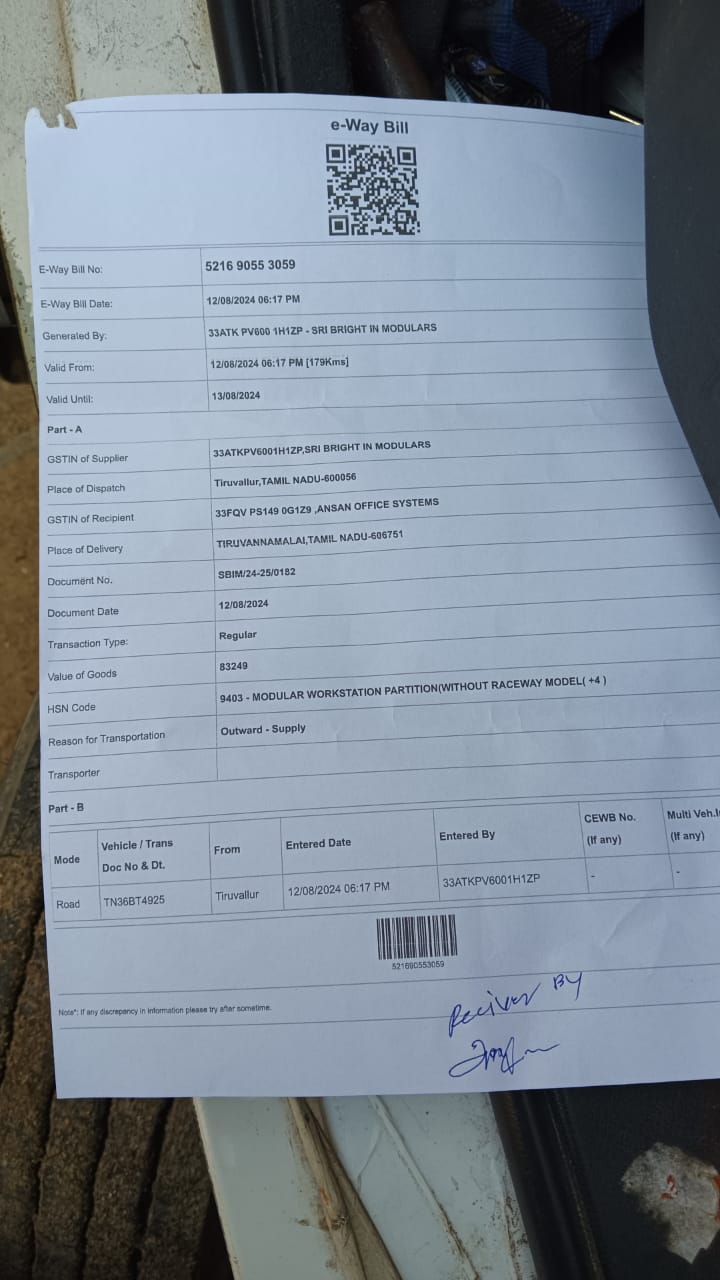 e-Way Bill
E-Way Bill No: 5216 9055 3059
E-Way Bill Date: 12/08/2024 06:17 PM
Generated By: 33ATK PV600 1H1ZP - SRI BRIGHT IN MODULARS
Valid From: 12/08/2024 06:17 PM [179Kms]
Valid Until: 13/08/2024
Part - A
GSTIN of Supplier 33ATKPV6001H1ZP,SRI BRIGHT IN MODULARS
Place of Dispatch Tiruvallur,TAMIL NADU-600056
GSTIN of Recipient 33FQV PS149 0G1Z9 ,ANSAN OFFICE SYSTEMS
Place of Delivery TIRUVANNAMALAI,TAMIL NADU-606751
Document No. SBIM/24-25/0182
Document Date 12/08/2024
Transaction Type: Regular
Value of Goods 83249
HSN Code 9403 - MODULAR WORKSTATION PARTITION(WITHOUT RACEWAY MODEL( +4 )
Reason for Transportation Outward - Supply
Transporter
Part - B
Mode Vehicle / Trans Doc No & Dt. From Entered Date Entered By CEWB No. (If any) Multi Veh. (If any)
Road TN36BT4925 Tiruvallur 12/08/2024 06:17 PM 33ATKPV6001H1ZP - -
521690553059
Note*: If any discrepancy in information please try after sometime.
Reciver By